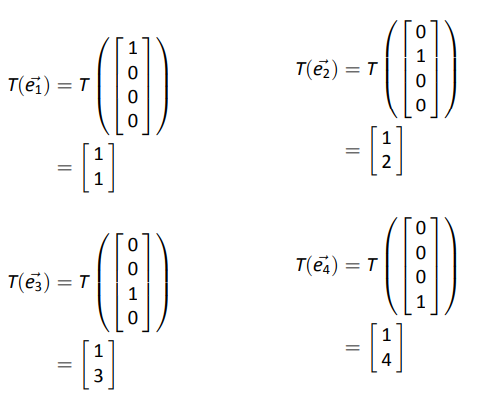 T(e⃗₁) = T([1 0 0 0])
= [1 1]
T(e⃗₂) = T([0 1 0 0])
= [1 2]
T(e⃗₃) = T([0 0 1 0])
= [1 3]
T(e⃗₄) = T([0 0 0 1])
= [1 4]